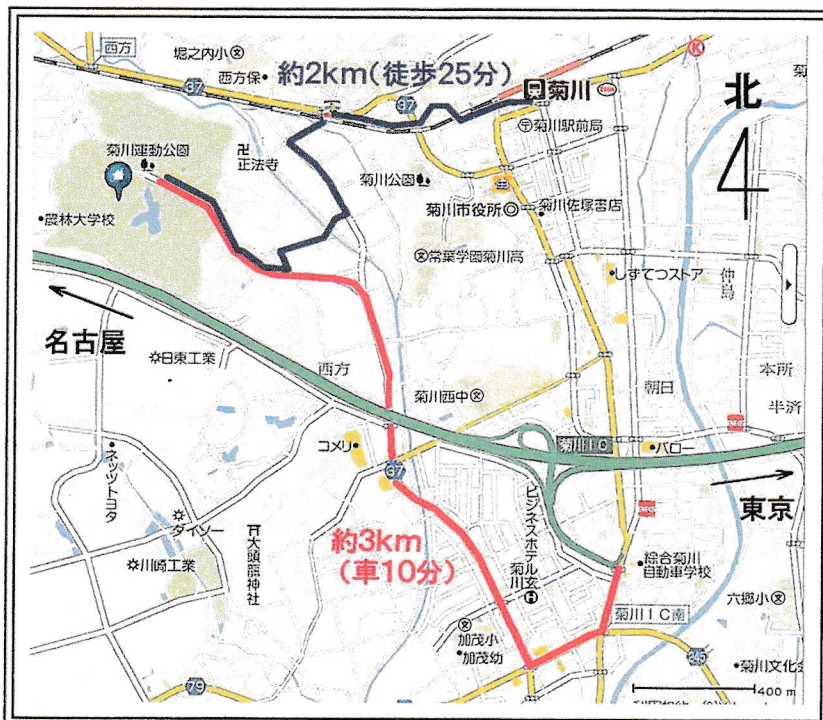 西方
堀之内小
37
西方保
約2km(徒歩25分)
37
菊川
K
北
菊川駅前局
菊川運動公園
正法寺
菊川公園
菊川市役所
菊川佐塚書店
農林大学校
常葉学園菊川高
しずてつストア
仲島
名古屋
日東工業
西方
菊川西中
朝日
本所
半済
コメリ
菊川IC
バロー
37
ネッツトヨタ
ダイソー
川崎工業
大頭龍神社
約3km
(車10分)
ビジネスホテル玄
菊川
東京
総合菊川
自動車学校
菊川IC南
六郷小
加茂小
加茂幼
245
菊川文化会
79
400 m